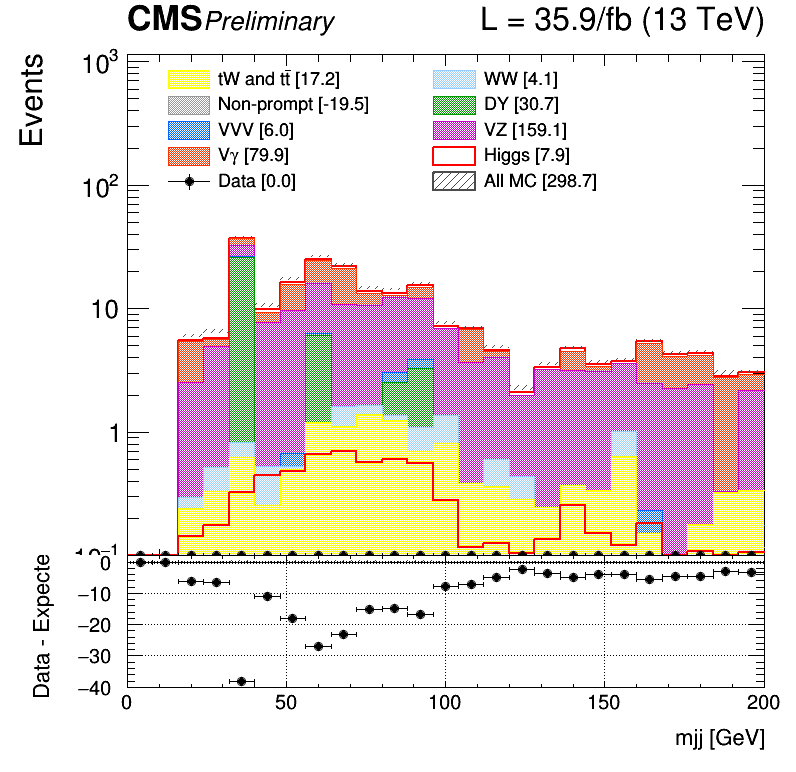 CMS Preliminary L = 35.9/fb (13 TeV)
Events
10³
10²
10
1
10⁻¹
tW and tt̄ [17.2]
WW [4.1]
Non-prompt [-19.5]
DY [30.7]
VVV [6.0]
VZ [159.1]
Vγ [79.9]
Higgs [7.9]
Data [0.0]
All MC [298.7]
Data - Expecte
0
−10
−20
−30
−40
0 50 100 150 200
mjj [GeV]